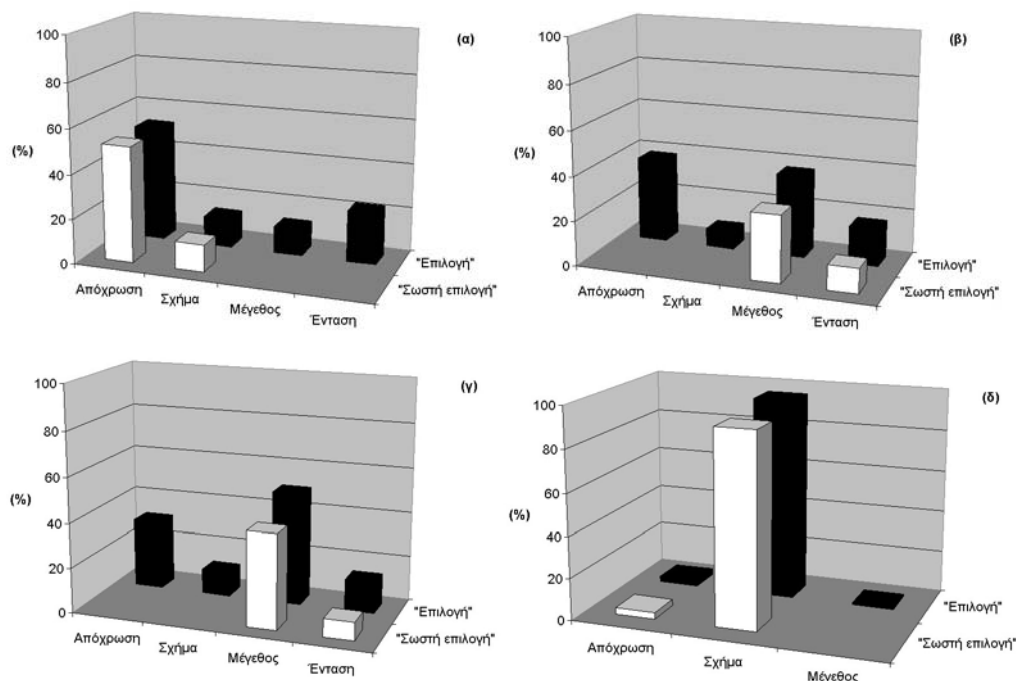 (α)
100
80
60
40
20
0
(%)
Απόχρωση
Σχήμα
Μέγεθος
Ένταση
"Επιλογή"
"Σωστή επιλογή"
(β)
100
80
60
40
20
0
(%)
Απόχρωση
Σχήμα
Μέγεθος
Ένταση
"Επιλογή"
"Σωστή επιλογή"
(γ)
100
80
60
40
20
0
(%)
Απόχρωση
Σχήμα
Μέγεθος
Ένταση
"Επιλογή"
"Σωστή επιλογή"
(δ)
100
80
60
40
20
0
(%)
Απόχρωση
Σχήμα
Μέγεθος
"Επιλογή"
"Σωστή επιλογή"